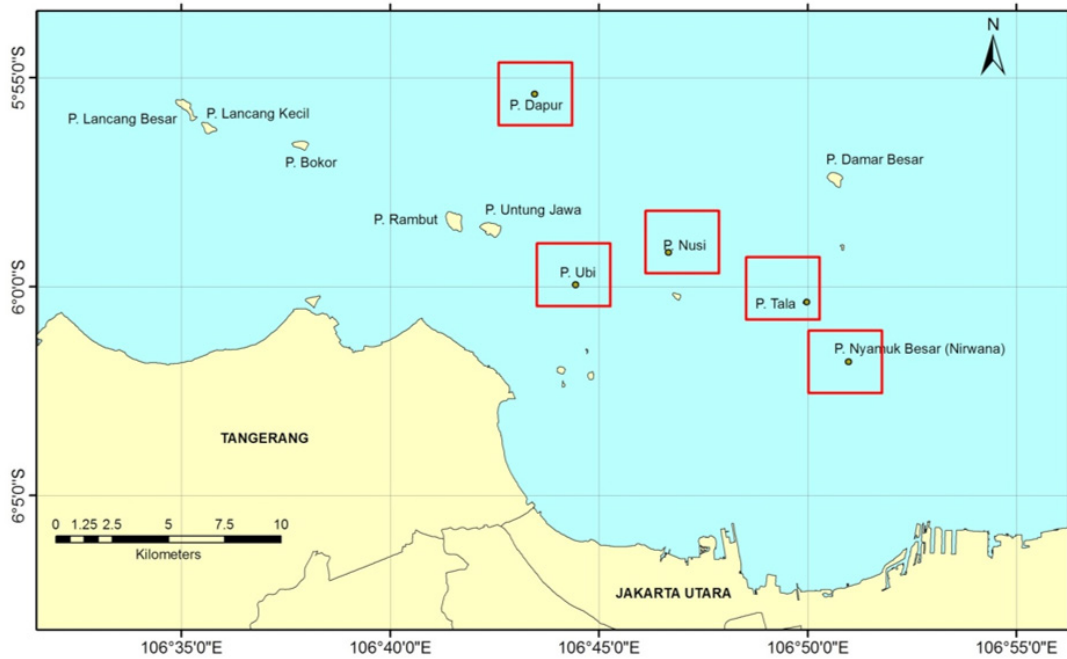 N
5°55'0"S
P. Dapur
P. Lancang Besar
P. Lancang Kecil
P. Bokor
P. Damar Besar
P. Rambut
P. Untung Jawa
P. Nusi
P. Ubi
6°0'0"S
P. Tala
P. Nyamuk Besar (Nirwana)
TANGERANG
6°5'0"S
0 1.25 2.5 5 7.5 10
Kilometers
JAKARTA UTARA
106°35'0"E 106°40'0"E 106°45'0"E 106°50'0"E 106°55'0"E